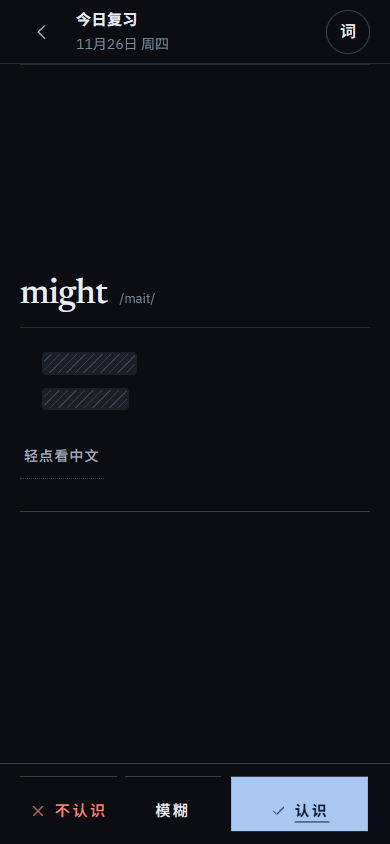 今日复习
11月26日 周四
词
might /mait/
轻点看中文
不认识
模糊
认识